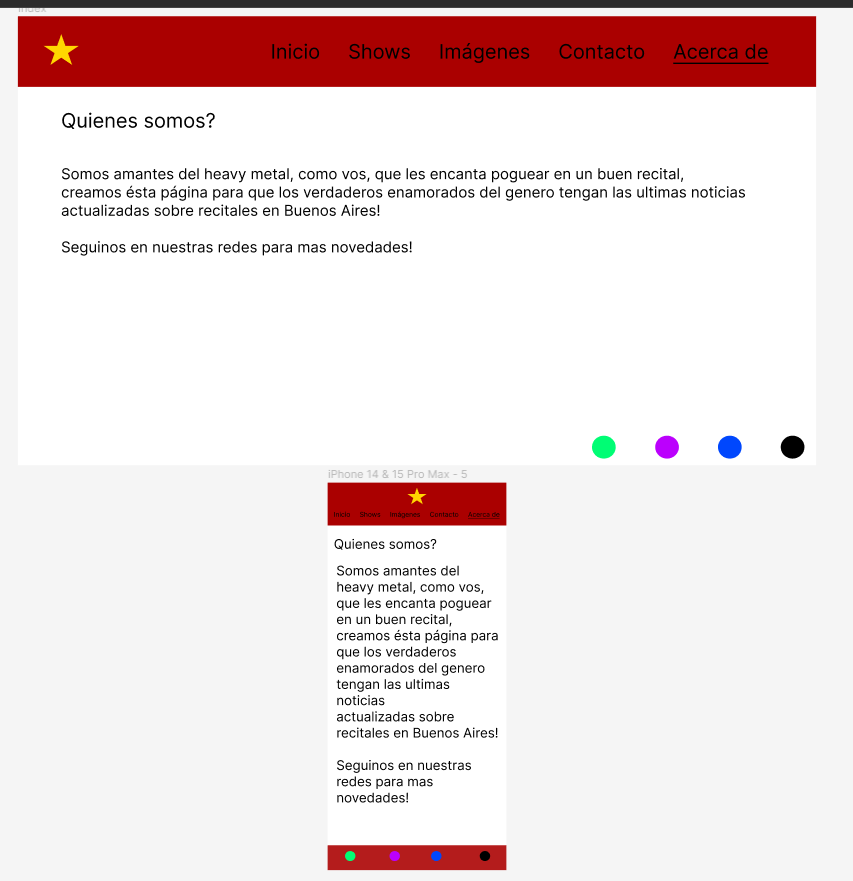 Index
Inicio Shows Imágenes Contacto Acerca de
Quienes somos?
Somos amantes del heavy metal, como vos, que les encanta poguear en un buen recital,
creamos ésta página para que los verdaderos enamorados del genero tengan las ultimas noticias
actualizadas sobre recitales en Buenos Aires!
Seguinos en nuestras redes para mas novedades!
iPhone 14 & 15 Pro Max - 5
Inicio Shows Imágenes Contacto Acerca de
Quienes somos?
Somos amantes del
heavy metal, como vos,
que les encanta poguear
en un buen recital,
creamos ésta página para
que los verdaderos
enamorados del genero
tengan las ultimas
noticias
actualizadas sobre
recitales en Buenos Aires!
Seguinos en nuestras
redes para mas
novedades!